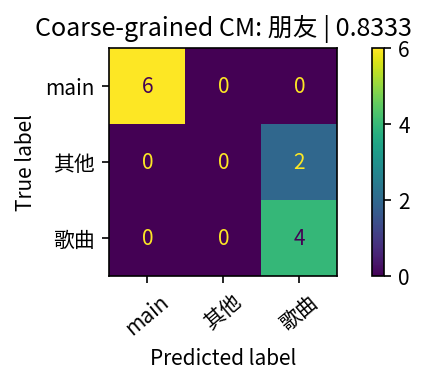 Coarse-grained CM: 朋友 | 0.8333
True label
main
其他
歌曲
6 0 0
0 0 2
0 0 4
main 其他 歌曲
Predicted label
6
4
2
0